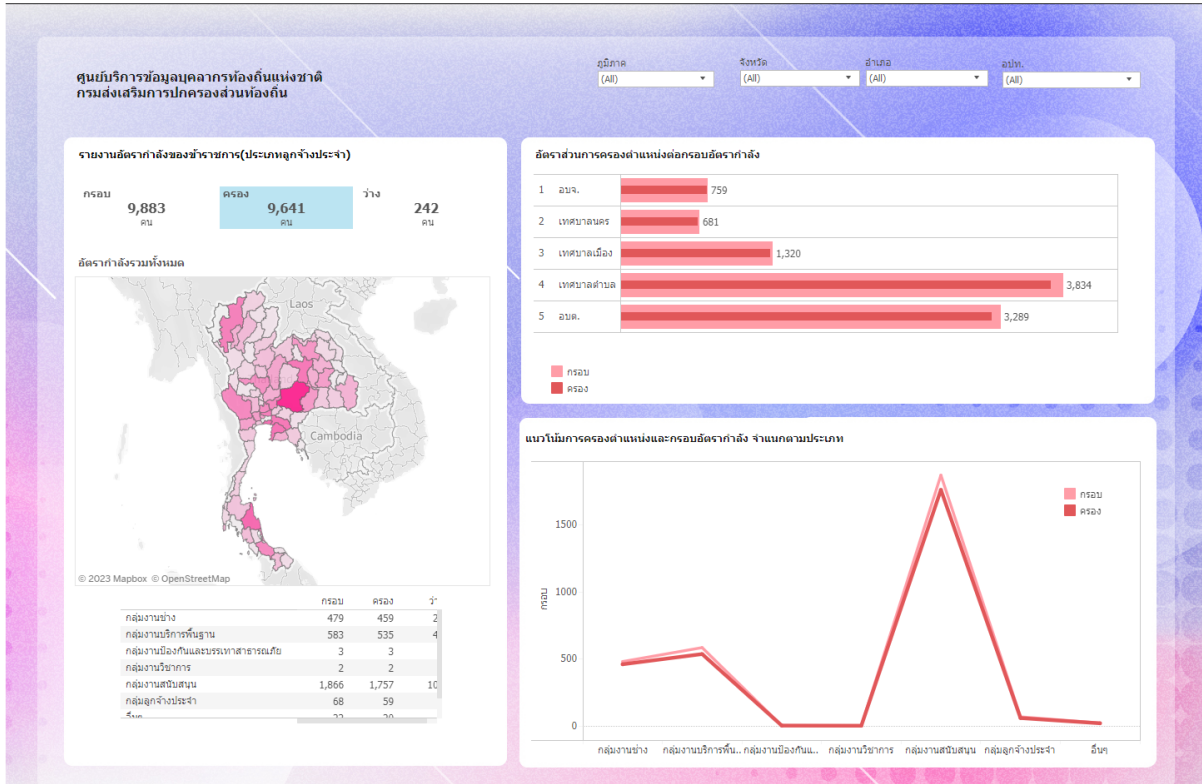 ศูนย์บริการข้อมูลบุคลากรท้องถิ่นแห่งชาติ
กรมส่งเสริมการปกครองส่วนท้องถิ่น
ภูมิภาค จังหวัด อำเภอ อปท.
(All) (All) (All) (All)
รายงานอัตรากำลังของข้าราชการ(ประเภทลูกจ้างประจำ)
กรอบ ครอง ว่าง
9,883 9,641 242
คน คน คน
อัตรากำลังรวมทั้งหมด
Laos
Cambodia
© 2023 Mapbox © OpenStreetMap
กรอบ ครอง
กลุ่มงานช่าง 479 459
กลุ่มงานบริการพื้นฐาน 583 535
กลุ่มงานป้องกันและบรรเทาสาธารณภัย 3 3
กลุ่มงานวิชาการ 2 2
กลุ่มงานสนับสนุน 1,866 1,757
กลุ่มลูกจ้างประจำ 68 59
อัตราส่วนการครองตำแหน่งต่อกรอบอัตรากำลัง
1 อบจ. 759
2 เทศบาลนคร 681
3 เทศบาลเมือง 1,320
4 เทศบาลตำบล 3,834
5 อบต. 3,289
กรอบ
ครอง
แนวโน้มการครองตำแหน่งและกรอบอัตรากำลัง จำแนกตามประเภท
กรอบ
ครอง
1500
1000
500
0
กรอบ
กลุ่มงานช่าง กลุ่มงานบริการพื้น.. กลุ่มงานป้องกันแ.. กลุ่มงานวิชาการ กลุ่มงานสนับสนุน กลุ่มลูกจ้างประจำ อื่นๆ